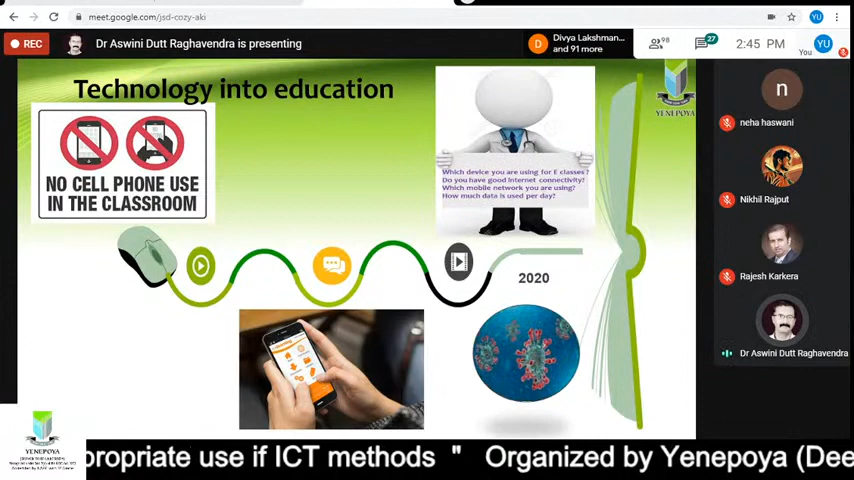 meet.google.com/jsd-cozy-aki
YU
REC
Dr Aswini Dutt Raghavendra is presenting
D
Divya Lakshman...
and 91 more
98
27
2:45 PM
You
YU
Technology into education
YENEPOYA
NO CELL PHONE USE
IN THE CLASSROOM
Which device you are using for E classes ?
Do you have good internet connectivity?
Which mobile network you are using?
How much data is used per day?
2020
n
neha haswani
Nikhil Rajput
Rajesh Karkera
Dr Aswini Dutt Raghavendra
YENEPOYA
propriate use if ICT methods " Organized by Yenepoya (Dee